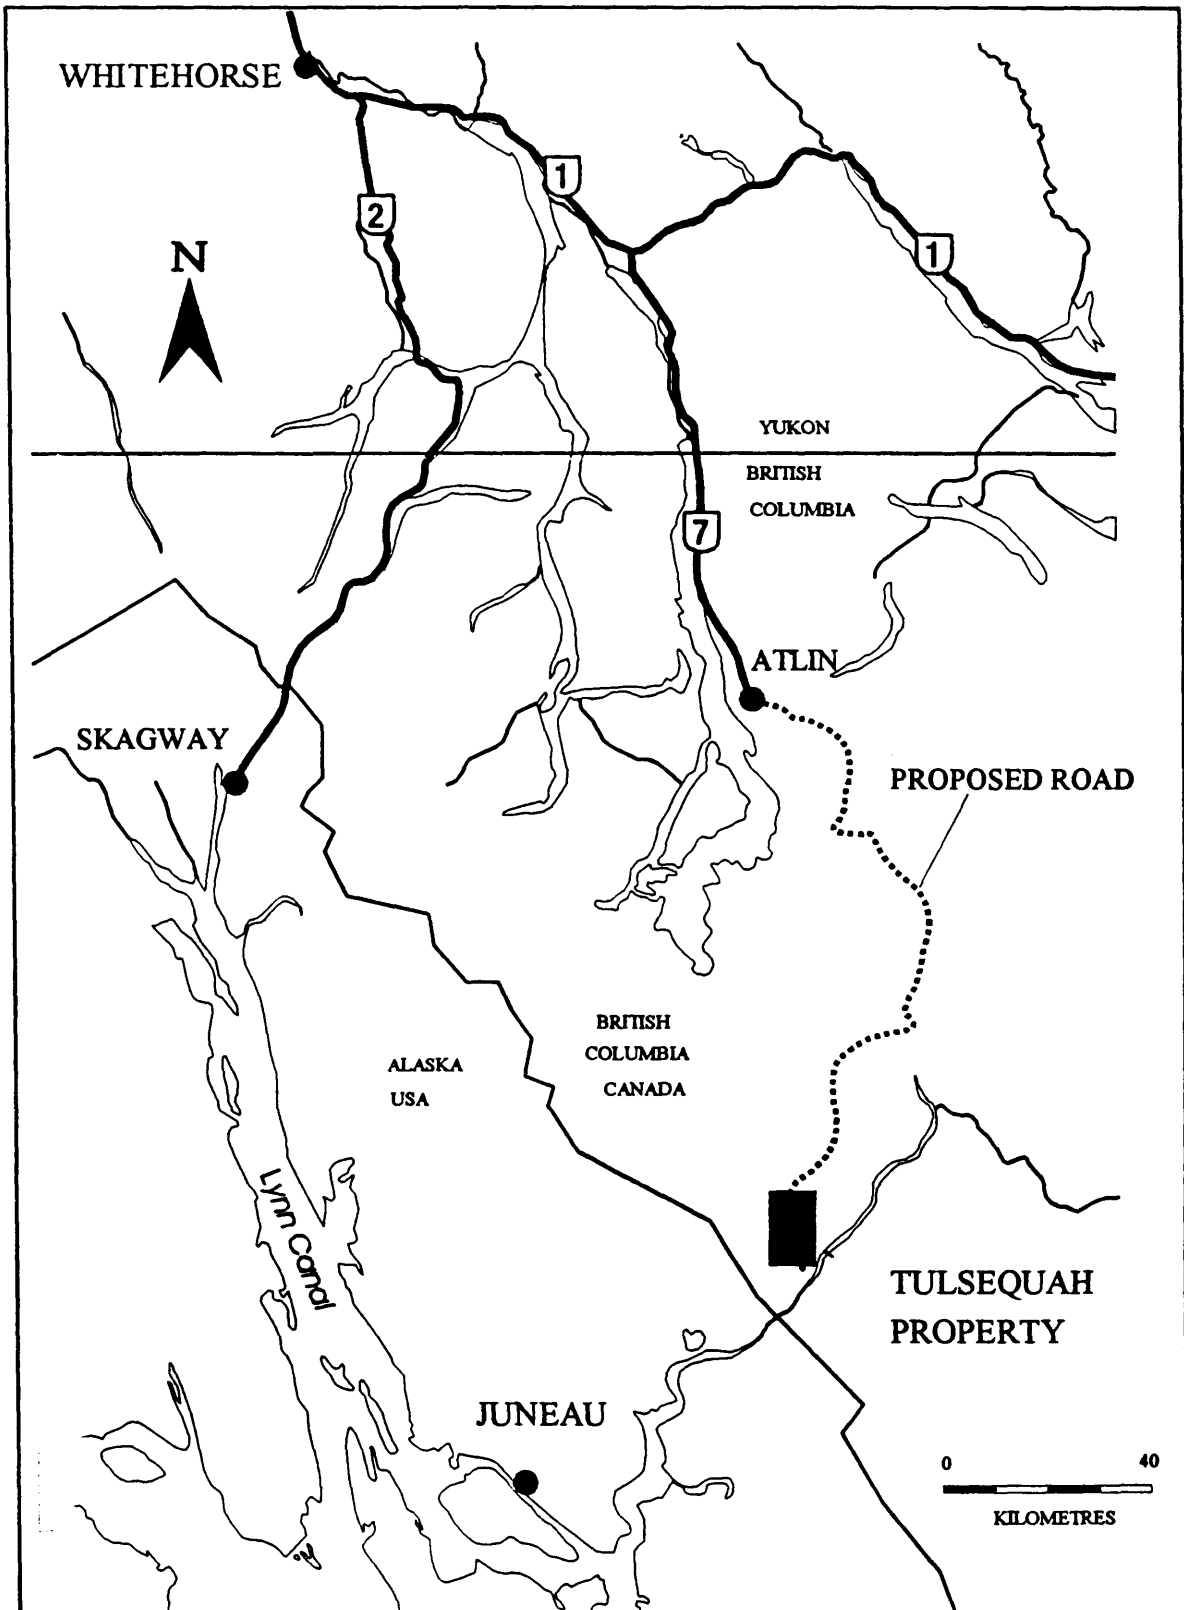 WHITEHORSE
1
2
N
1
YUKON
BRITISH
COLUMBIA
7
ATLIN
SKAGWAY
PROPOSED ROAD
BRITISH
COLUMBIA
CANADA
ALASKA
USA
Lynn Canal
TULSEQUAH
PROPERTY
JUNEAU
0 40
KILOMETRES